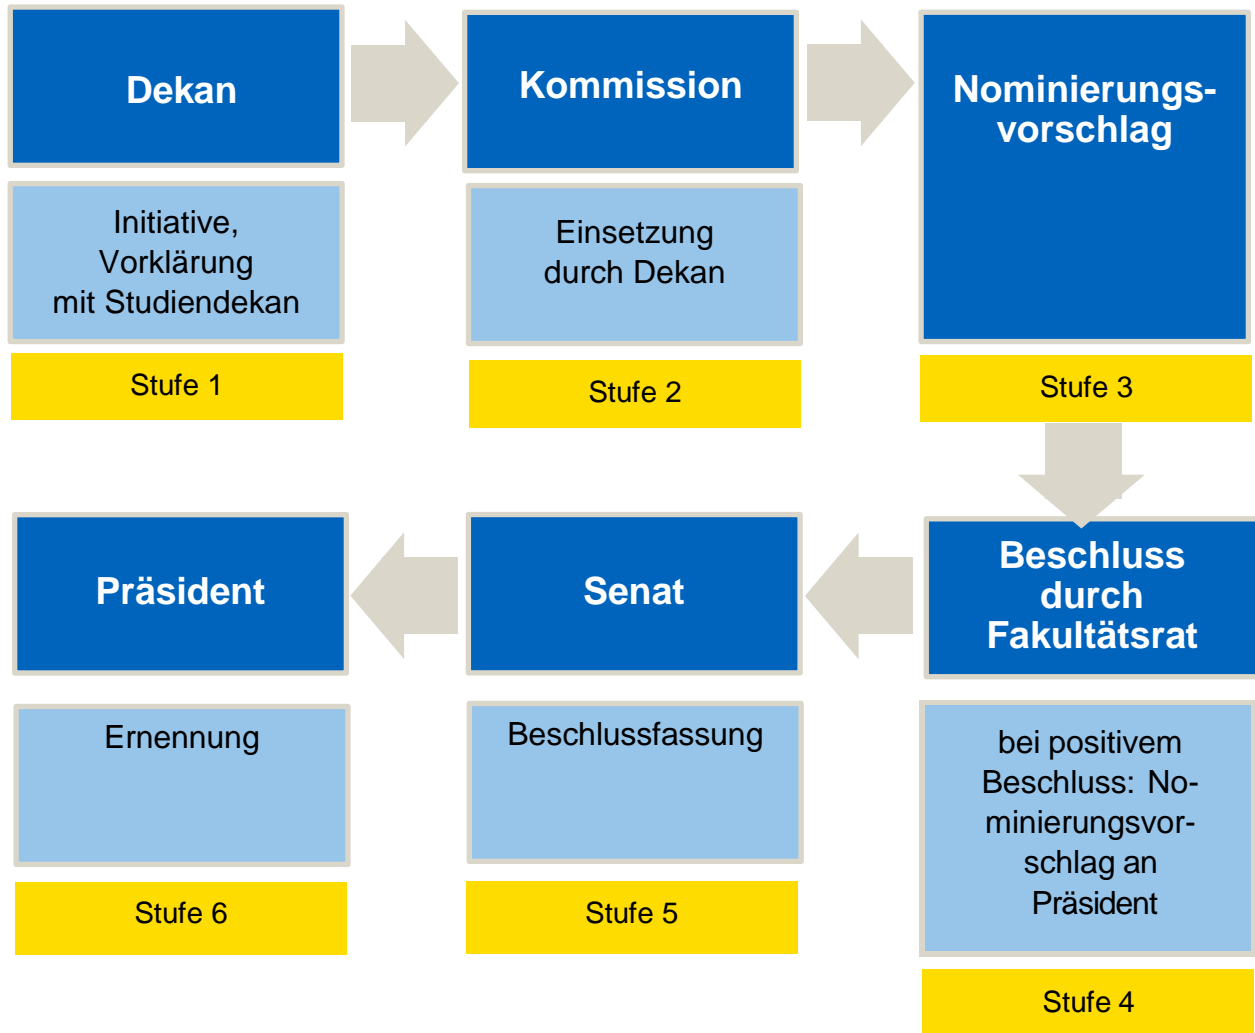 Dekan
Initiative,
Vorklärung
mit Studiendekan
Stufe 1
Kommission
Einsetzung
durch Dekan
Stufe 2
Nominierungs-
vorschlag
Stufe 3
Beschluss
durch
Fakultätsrat
bei positivem
Beschluss: No-
minierungsvor-
schlag an
Präsident
Stufe 4
Senat
Beschlussfassung
Stufe 5
Präsident
Ernennung
Stufe 6